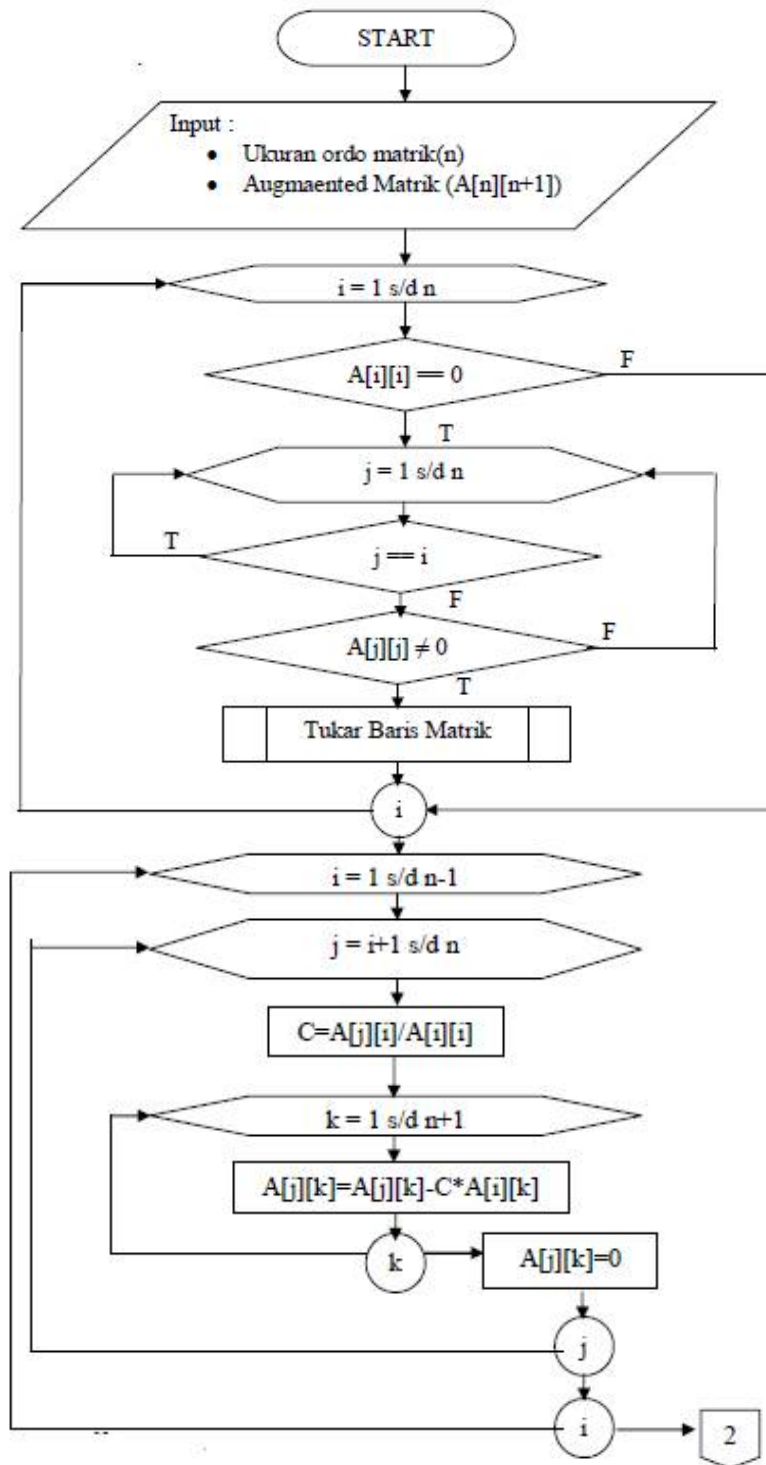 START
Input :
• Ukuran ordo matrik(n)
• Augmaented Matrik (A[n][n+1])
i = 1 s/d n
A[i][i] == 0
F
T
j = 1 s/d n
j == i
T
F
A[j][j] ≠ 0
F
T
Tukar Baris Matrik
i
i = 1 s/d n-1
j = i+1 s/d n
C=A[j][i]/A[i][i]
k = 1 s/d n+1
A[j][k]=A[j][k]-C*A[i][k]
k
A[j][k]=0
j
i
2